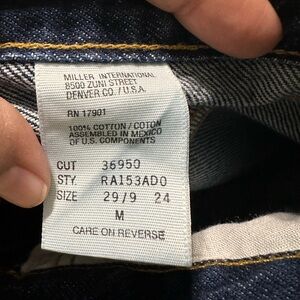 MILLER INTERNATIONAL
8500 ZUNI STREET
DENVER CO. / U.S.A.
RN 17901
100% COTTON / COTON
ASSEMBLED IN MEXICO
OF U.S. COMPONENTS
CUT 36950
STY. RA153AD0
SIZE 29/9 24
M
CARE ON REVERSE